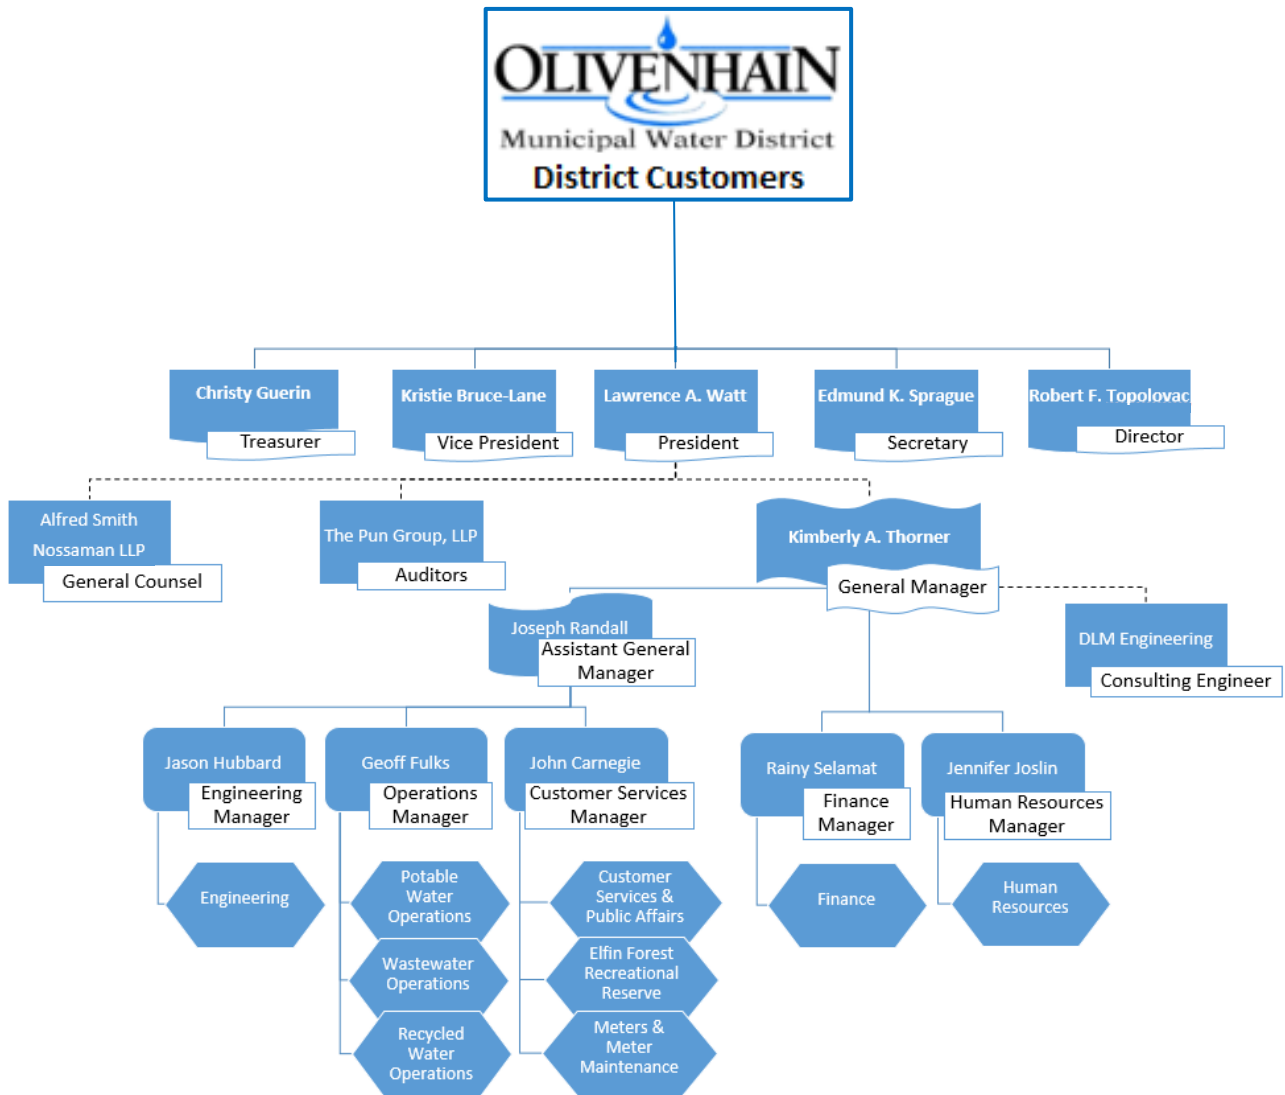 OLIVENHAIN
Municipal Water District
District Customers
Christy Guerin
Treasurer
Kristie Bruce-Lane
Vice President
Lawrence A. Watt
President
Edmund K. Sprague
Secretary
Robert F. Topolovac
Director
Alfred Smith
Nossaman LLP
General Counsel
The Pun Group, LLP
Auditors
Kimberly A. Thorner
General Manager
Joseph Randall
Assistant General
Manager
DLM Engineering
Consulting Engineer
Jason Hubbard
Engineering
Manager
Geoff Fulks
Operations
Manager
John Carnegie
Customer Services
Manager
Rainy Selamat
Finance
Manager
Jennifer Joslin
Human Resources
Manager
Engineering
Potable
Water
Operations
Wastewater
Operations
Recycled
Water
Operations
Customer
Services &
Public Affairs
Elfin Forest
Recreational
Reserve
Meters &
Meter
Maintenance
Finance
Human
Resources